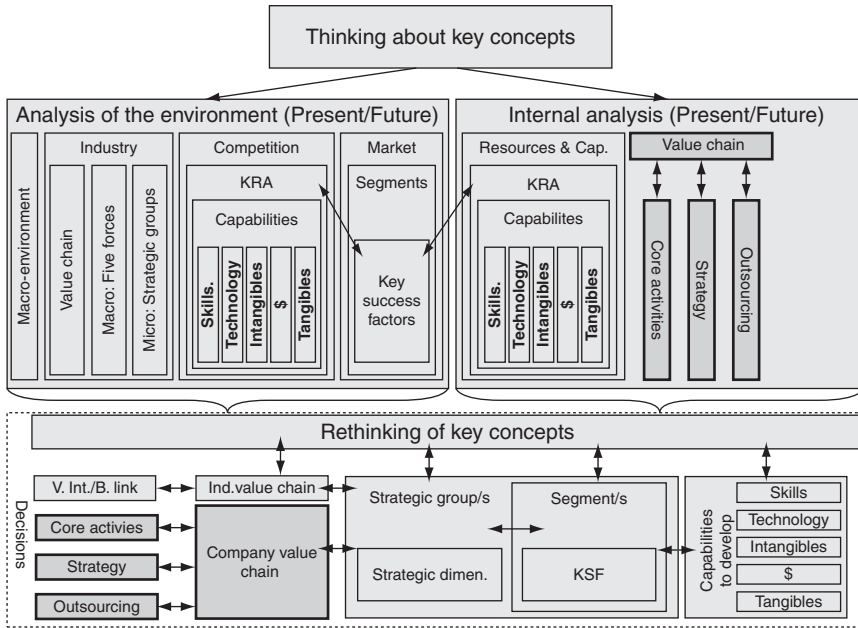 Thinking about key concepts
Analysis of the environment (Present/Future)
Macro-environment
Industry
Value chain
Macro: Five forces
Micro: Strategic groups
Competition
KRA
Capabilities
Skills.
Technology
Intangibles
$
Tangibles
Market
Segments
Key
success
factors
Internal analysis (Present/Future)
Resources & Cap.
KRA
Capabilites
Skills.
Technology
Intangibles
$
Tangibles
Value chain
Core activities
Strategy
Outsourcing
Rethinking of key concepts
Decisions
V. Int./B. link
Core activies
Strategy
Outsourcing
Ind.value chain
Company value
chain
Strategic group/s
Strategic dimen.
Segment/s
KSF
Capabilities
to develop
Skills
Technology
Intangibles
$
Tangibles